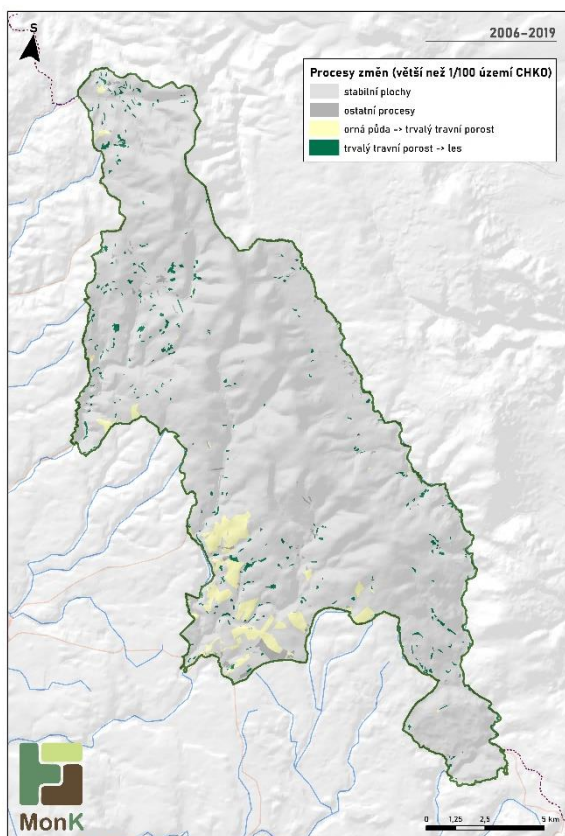 S
2006–2019
Procesy změn (větší než 1/100 území CHKO)
stabilní plochy
ostatní procesy
orná půda -> trvalý travní porost
trvalý travní porost -> les
MonK
0 1,25 2,5 5 km